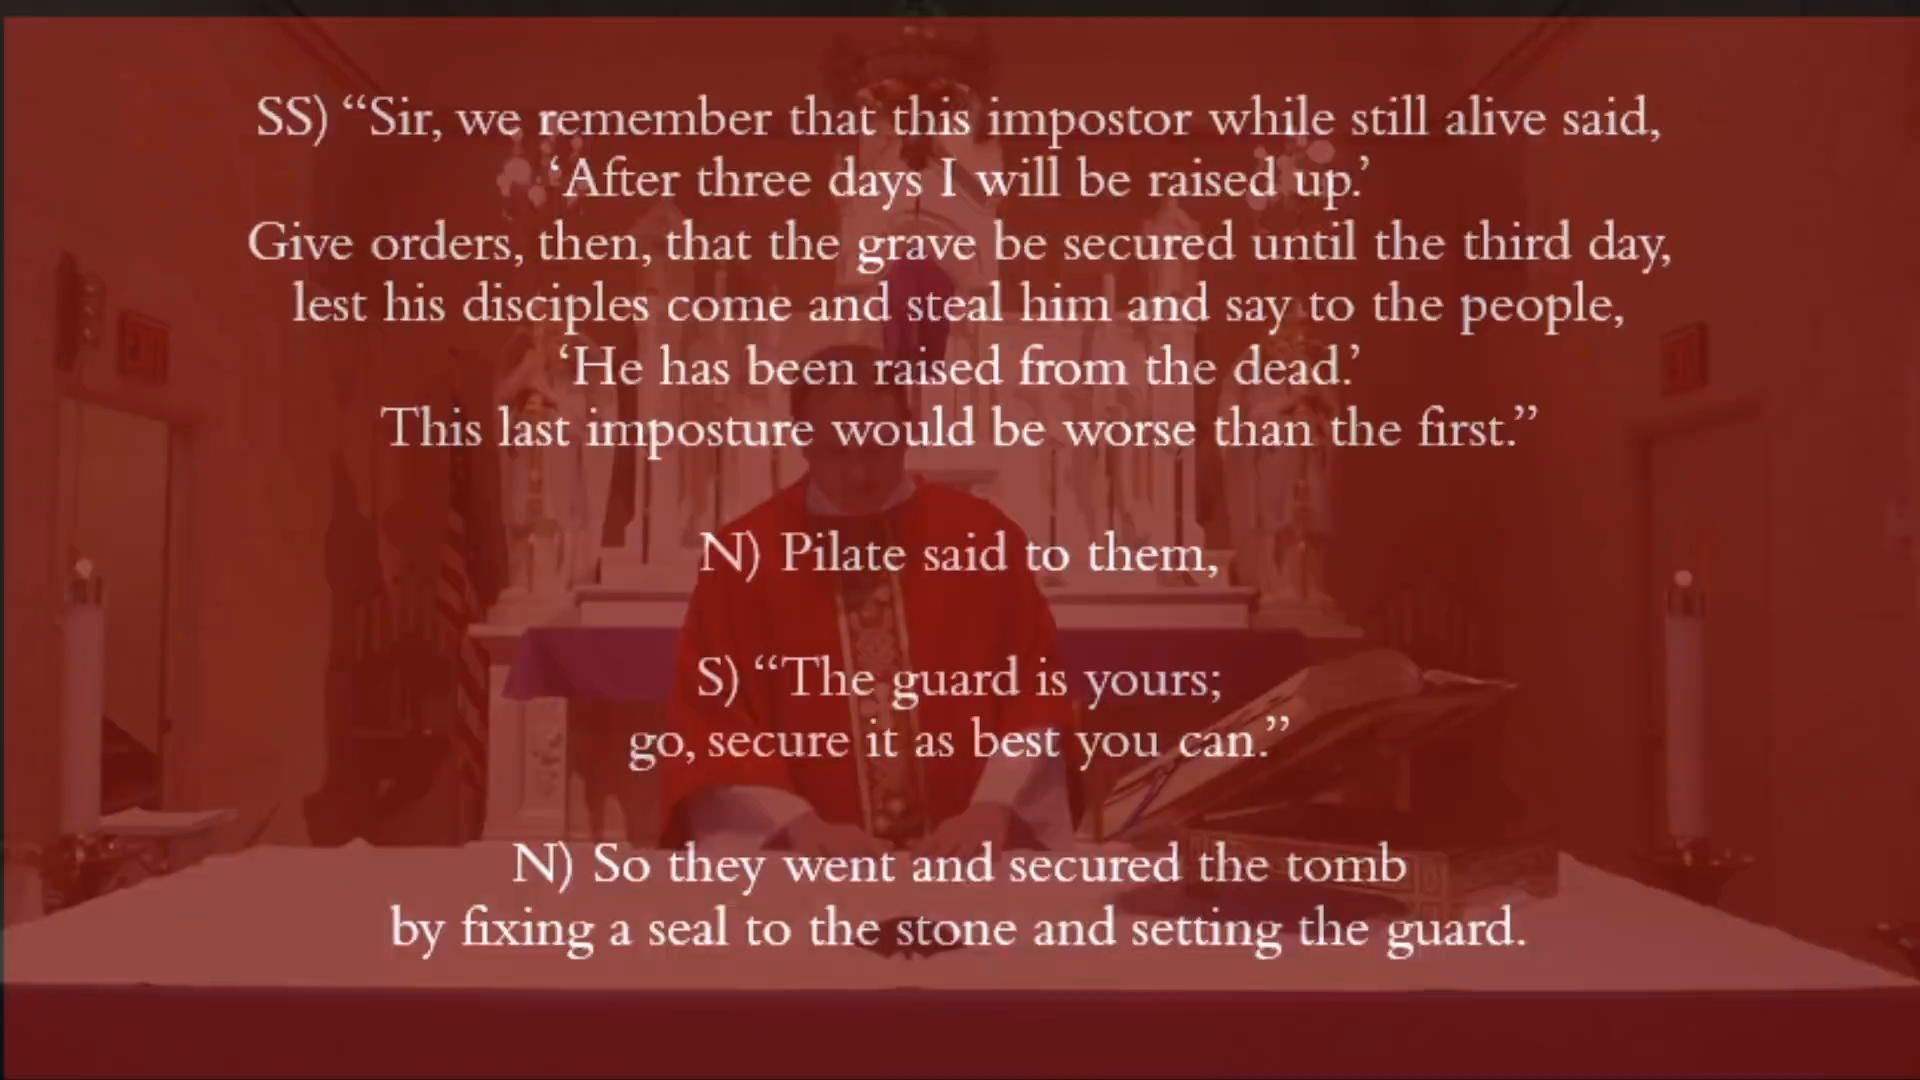 SS) “Sir, we remember that this impostor while still alive said,
‘After three days I will be raised up.’
Give orders, then, that the grave be secured until the third day,
lest his disciples come and steal him and say to the people,
‘He has been raised from the dead.’
This last imposture would be worse than the first.”
N) Pilate said to them,
S) “The guard is yours;
go, secure it as best you can.”
N) So they went and secured the tomb
by fixing a seal to the stone and setting the guard.